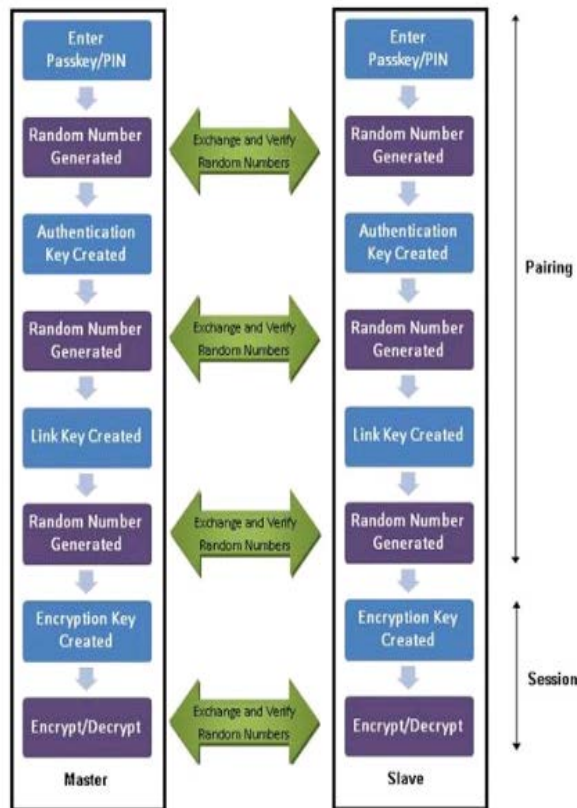 Enter
Passkey/PIN
Enter
Passkey/PIN
Random Number
Generated
Exchange and Verify
Random Numbers
Random Number
Generated
Authentication
Key Created
Authentication
Key Created
Pairing
Random Number
Generated
Exchange and Verify
Random Numbers
Random Number
Generated
Link Key Created
Link Key Created
Random Number
Generated
Exchange and Verify
Random Numbers
Random Number
Generated
Encryption Key
Created
Encryption Key
Created
Session
Encrypt/Decrypt
Exchange and Verify
Random Numbers
Encrypt/Decrypt
Master
Slave